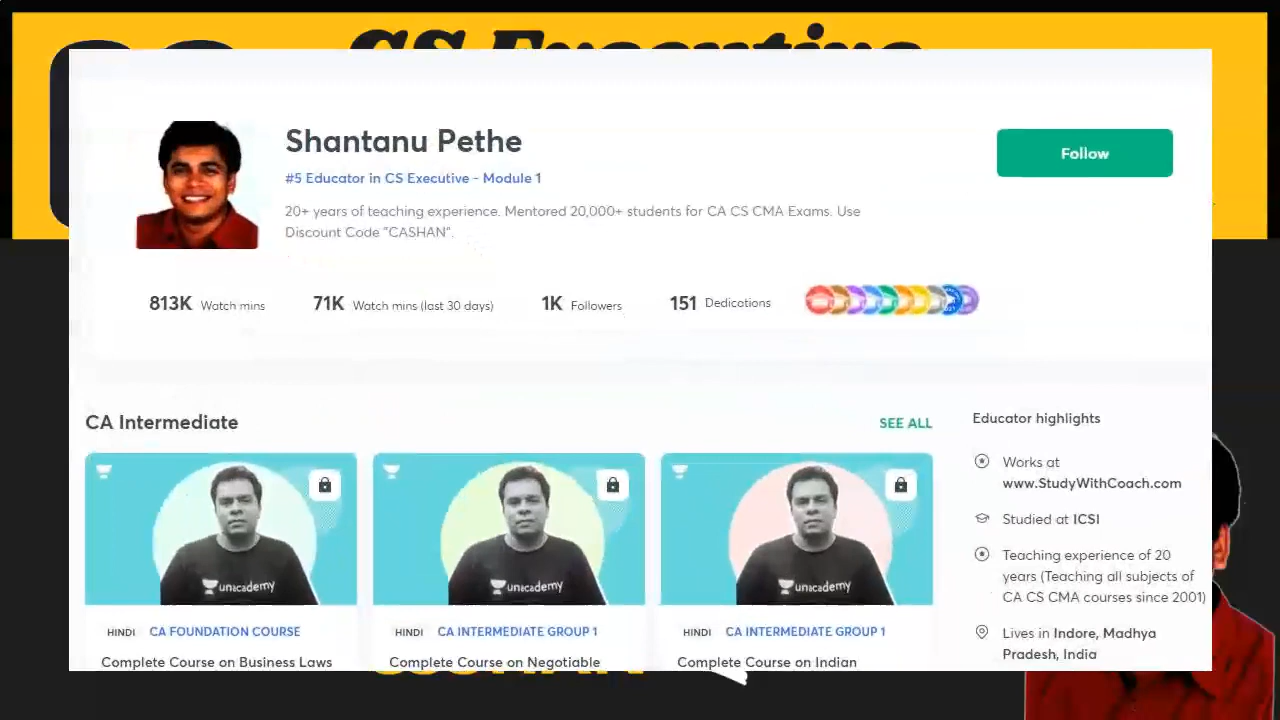 CS Executive
Shantanu Pethe
Follow
#5 Educator in CS Executive - Module 1
20+ years of teaching experience. Mentored 20,000+ students for CA CS CMA Exams. Use
Discount Code "CASHAN".
813K Watch mins
71K Watch mins (last 30 days)
1K Followers
151 Dedications
CA Intermediate
SEE ALL
unacademy
unacademy
unacademy
HINDI CA FOUNDATION COURSE
Complete Course on Business Laws
HINDI CA INTERMEDIATE GROUP 1
Complete Course on Negotiable
HINDI CA INTERMEDIATE GROUP 1
Complete Course on Indian
Educator highlights
Works at
www.StudyWithCoach.com
Studied at ICSI
Teaching experience of 20
years (Teaching all subjects of
CA CS CMA courses since 2001)
Lives in Indore, Madhya
Pradesh, India